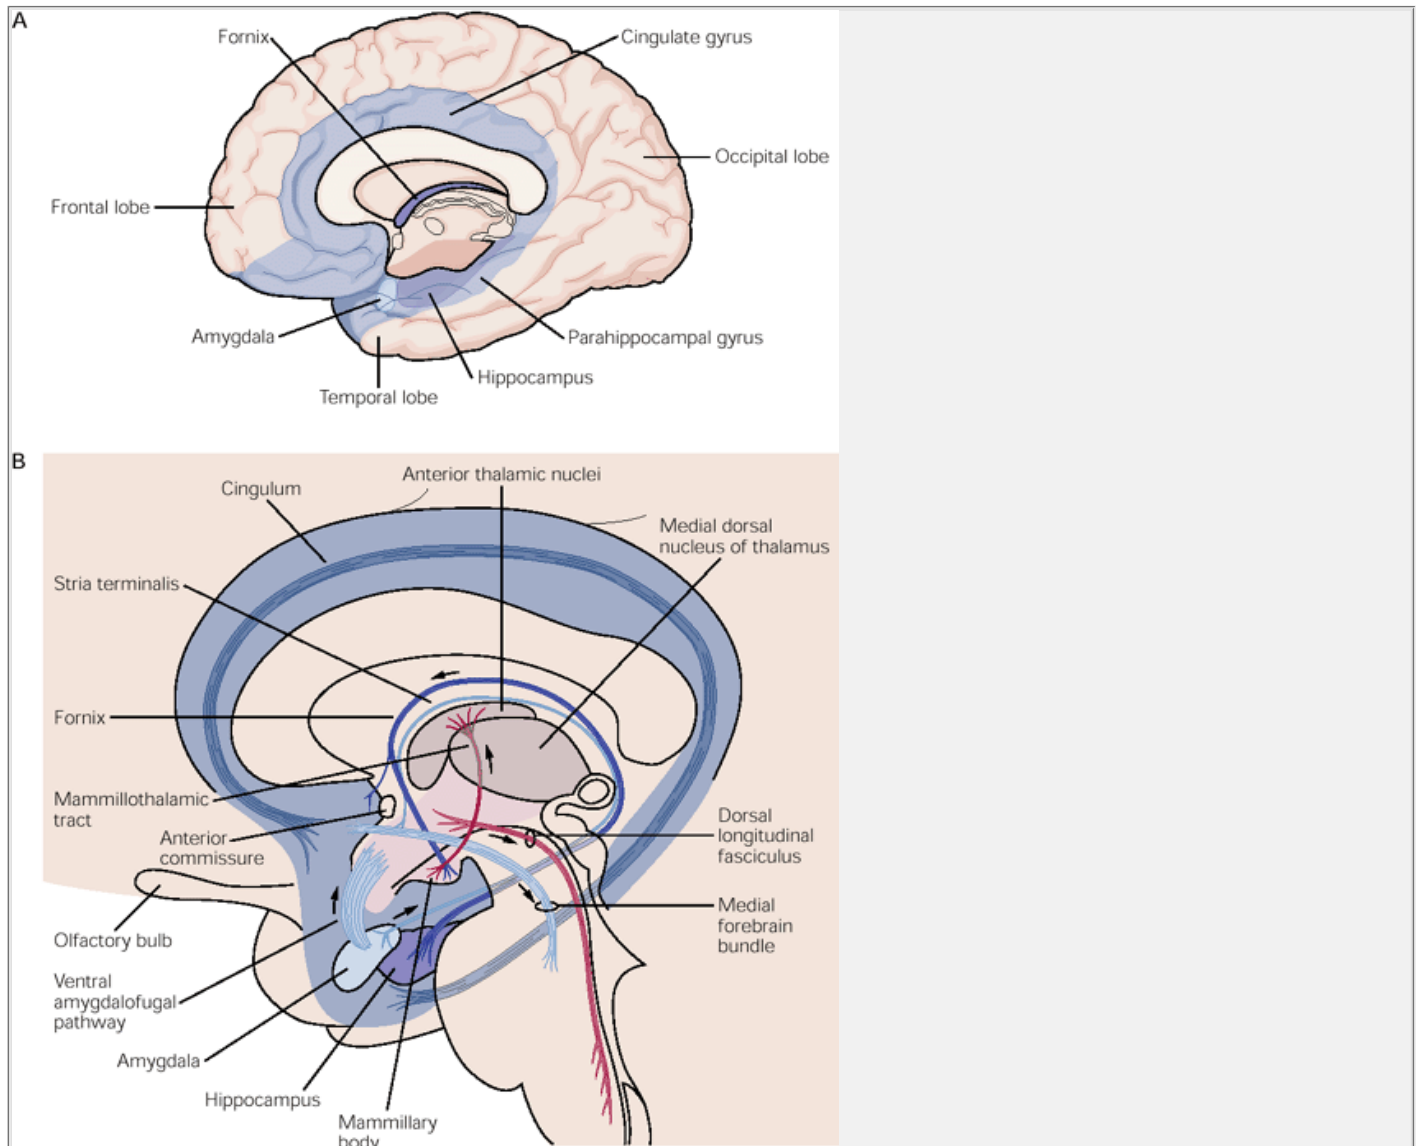 A
Fornix
Cingulate gyrus
Occipital lobe
Frontal lobe
Amygdala
Parahippocampal gyrus
Hippocampus
Temporal lobe
B
Anterior thalamic nuclei
Cingulum
Medial dorsal
nucleus of thalamus
Stria terminalis
Fornix
Mammillothalamic
tract
Anterior
commissure
Dorsal
longitudinal
fasciculus
Medial
forebrain
bundle
Olfactory bulb
Ventral
amygdalofugal
pathway
Amygdala
Hippocampus
Mammillary
body